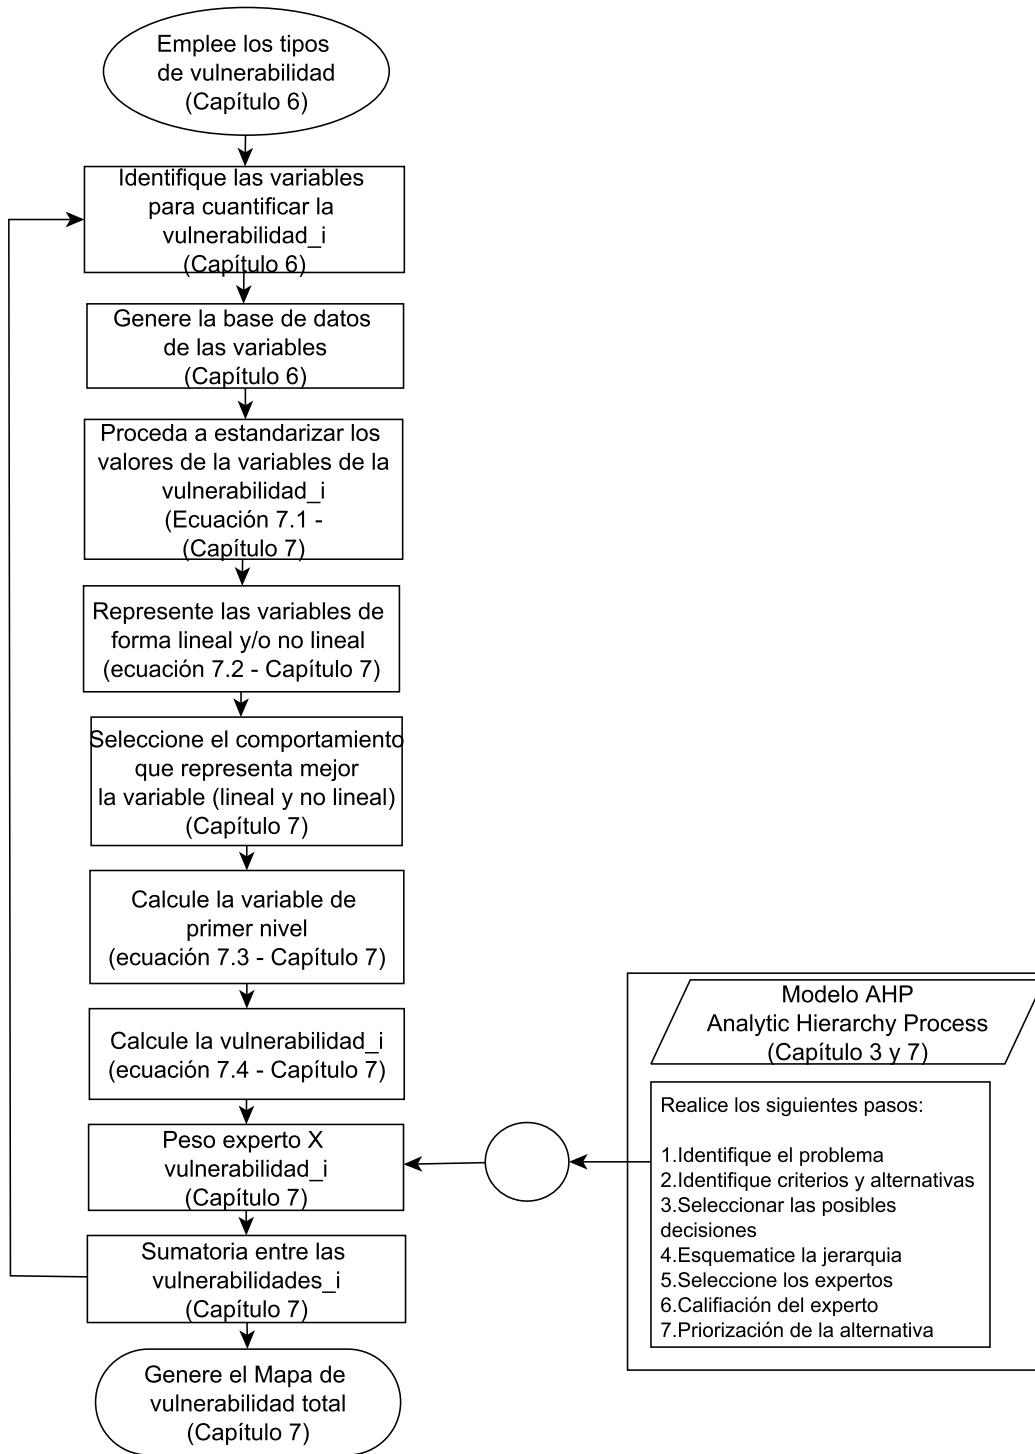 Emplee los tipos
de vulnerabilidad
(Capítulo 6)
Identifique las variables
para cuantificar la
vulnerabilidad_i
(Capítulo 6)
Genere la base de datos
de las variables
(Capítulo 6)
Proceda a estandarizar los
valores de la variables de la
vulnerabilidad_i
(Ecuación 7.1 -
(Capítulo 7)
Represente las variables de
forma lineal y/o no lineal
(ecuación 7.2 - Capítulo 7)
Seleccione el comportamiento
que representa mejor
la variable (lineal y no lineal)
(Capítulo 7)
Calcule la variable de
primer nivel
(ecuación 7.3 - Capítulo 7)
Calcule la vulnerabilidad_i
(ecuación 7.4 - Capítulo 7)
Peso experto X
vulnerabilidad_i
(Capítulo 7)
Sumatoria entre las
vulnerabilidades_i
(Capítulo 7)
Genere el Mapa de
vulnerabilidad total
(Capítulo 7)
Modelo AHP
Analytic Hierarchy Process
(Capítulo 3 y 7)
Realice los siguientes pasos:
1.Identifique el problema
2.Identifique criterios y alternativas
3.Seleccionar las posibles
decisiones
4.Esquematice la jerarquia
5.Seleccione los expertos
6.Califiación del experto
7.Priorización de la alternativa